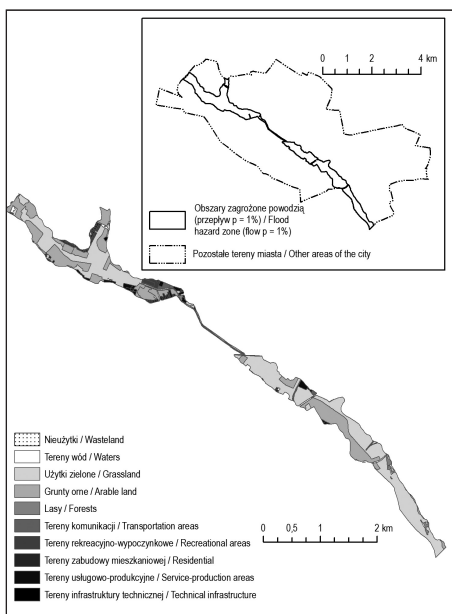 0 1 2 4 km
Obszary zagrożone powodzią
(przepływ p = 1%) / Flood
hazard zone (flow p = 1%)
Pozostałe tereny miasta / Other areas of the city
Nieużytki / Wasteland
Tereny wód / Waters
Użytki zielone / Grassland
Grunty orne / Arable land
Lasy / Forests
Tereny komunikacji / Transportation areas
Tereny rekreacyjno-wypoczynkowe / Recreational areas
Tereny zabudowy mieszkaniowej / Residential
Tereny usługowo-produkcyjne / Service-production areas
Tereny infrastruktury technicznej / Technical infrastructure
0 0,5 1 2 km